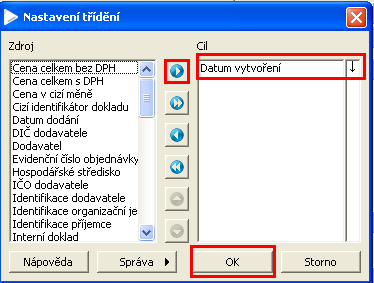 Nastavení třídění
Zdroj
Cíl
Cena celkem bez DPH
Cena celkem s DPH
Cena v cizí měně
Cizí identifikátor dokladu
Datum dodání
DIČ dodavatele
Dodavatel
Evidenční číslo objednávky
Hospodářské středisko
IČO dodavatele
Identifikace dodavatele
Identifikace organizační je
Identifikace příjemce
Interní doklad
Datum vytvoření
Nápověda
Správa
OK
Storno